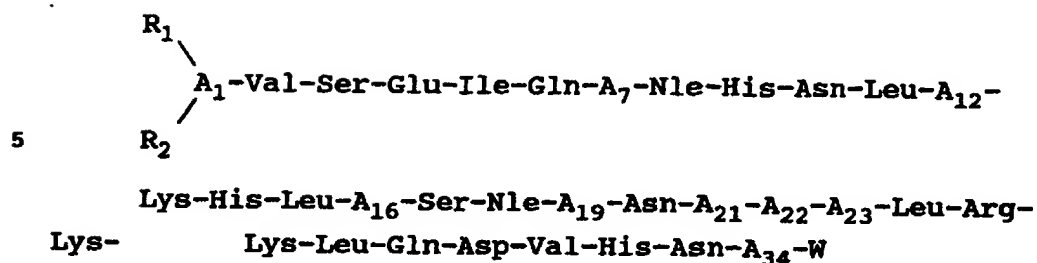 R₁
A₁-Val-Ser-Glu-Ile-Gln-A₇-Nle-His-Asn-Leu-A₁₂-
5 R₂
Lys-His-Leu-A₁₆-Ser-Nle-A₁₉-Asn-A₂₁-A₂₂-A₂₃-Leu-Arg-
Lys- Lys-Leu-Gln-Asp-Val-His-Asn-A₃₄-W